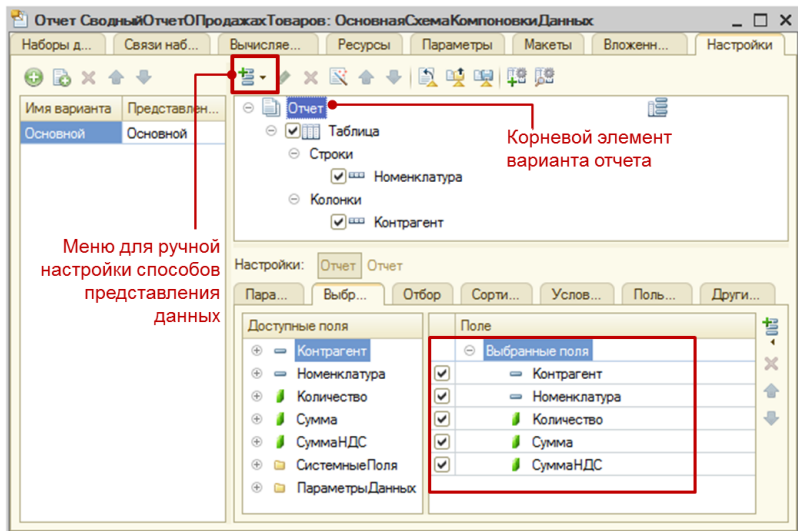 Отчет СводныйОтчетОПродажахТоваров: ОсновнаяСхемаКомпоновкиДанных
Наборы д... Связи наб... Вычисляе... Ресурсы Параметры Макеты Вложенн... Настройки
Имя варианта Представлен...
Основной Основной
Отчет
Таблица
Строки
Номенклатура
Колонки
Контрагент
Корневой элемент
варианта отчета
Меню для ручной
настройки способов
представления
данных
Настройки: Отчет Отчет
Пара... Выбр... Отбор Сорти... Услов... Поль... Други...
Доступные поля
Контрагент
Номенклатура
Количество
Сумма
СуммаНДС
СистемныеПоля
ПараметрыДанных
Поле
Выбранные поля
Контрагент
Номенклатура
Количество
Сумма
СуммаНДС